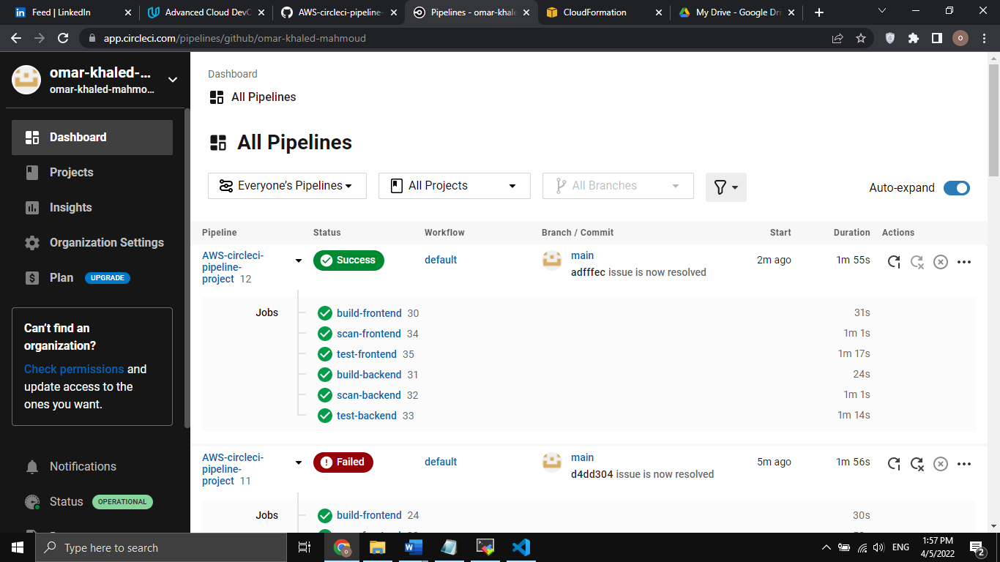 Feed | LinkedIn
Advanced Cloud DevO
AWS-circleci-pipeline-
Pipelines - omar-khale
CloudFormation
My Drive - Google Dri
app.circleci.com/pipelines/github/omar-khaled-mahmoud
omar-khaled-...
omar-khaled-mahmo...
Dashboard
Projects
Insights
Organization Settings
Plan UPGRADE
Can’t find an
organization?
Check permissions and
update access to the
ones you want.
Notifications
Status OPERATIONAL
Dashboard
All Pipelines
All Pipelines
Everyone’s Pipelines
All Projects
All Branches
Auto-expand
Pipeline Status Workflow Branch / Commit Start Duration Actions
AWS-circleci-
pipeline-
project 12
Success default main 2m ago 1m 55s
adfffec issue is now resolved
Jobs
build-frontend 30 31s
scan-frontend 34 1m 1s
test-frontend 35 1m 17s
build-backend 31 24s
scan-backend 32 1m 1s
test-backend 33 1m 14s
AWS-circleci-
pipeline-
project 11
Failed default main 5m ago 1m 56s
d4dd304 issue is now resolved
Jobs
build-frontend 24 30s
Type here to search
ENG
1:57 PM
4/5/2022
2